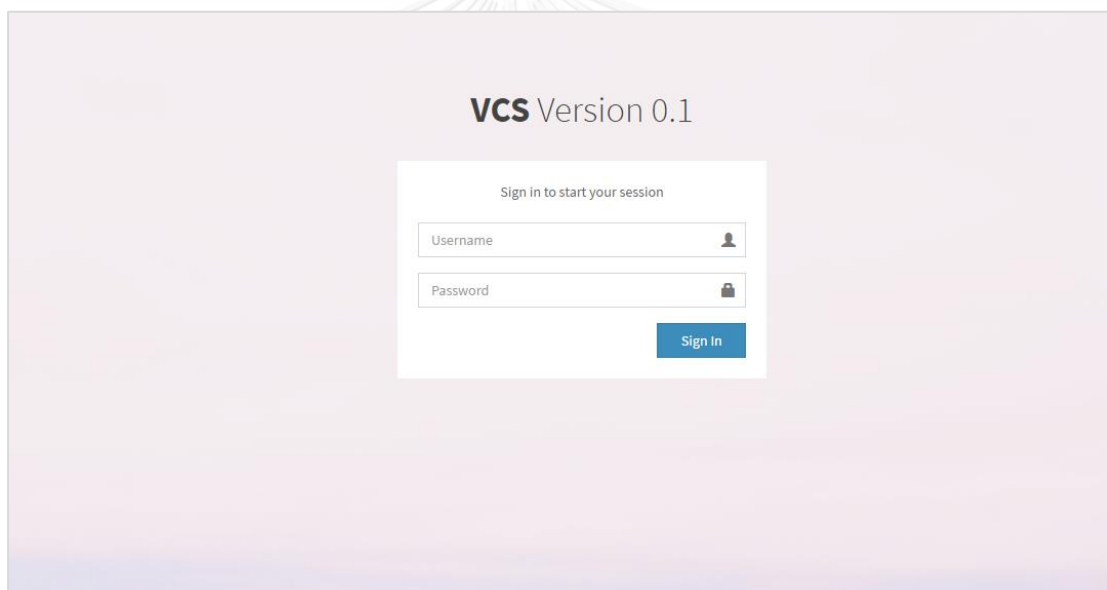 VCS Version 0.1
Sign in to start your session
Username
Password
Sign In